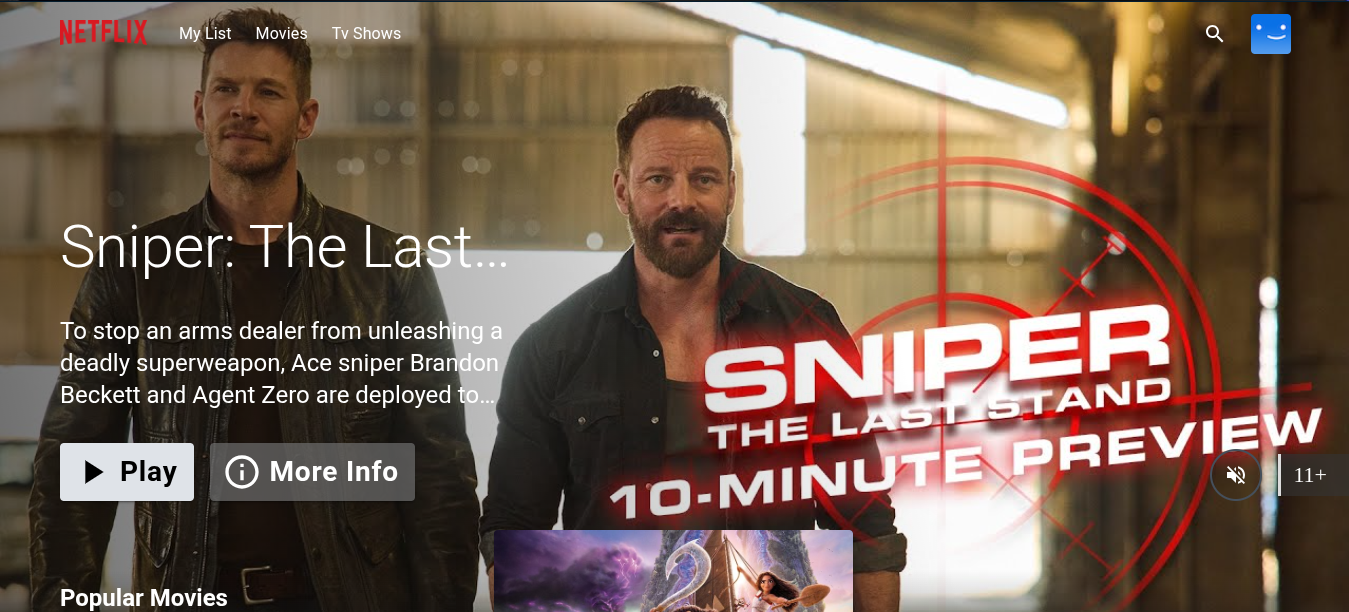 NETFLIX
My List
Movies
Tv Shows
Sniper: The Last...
To stop an arms dealer from unleashing a
deadly superweapon, Ace sniper Brandon
Beckett and Agent Zero are deployed to...
Play
More Info
SNIPER
THE LAST STAND
10-MINUTE PREVIEW
11+
Popular Movies